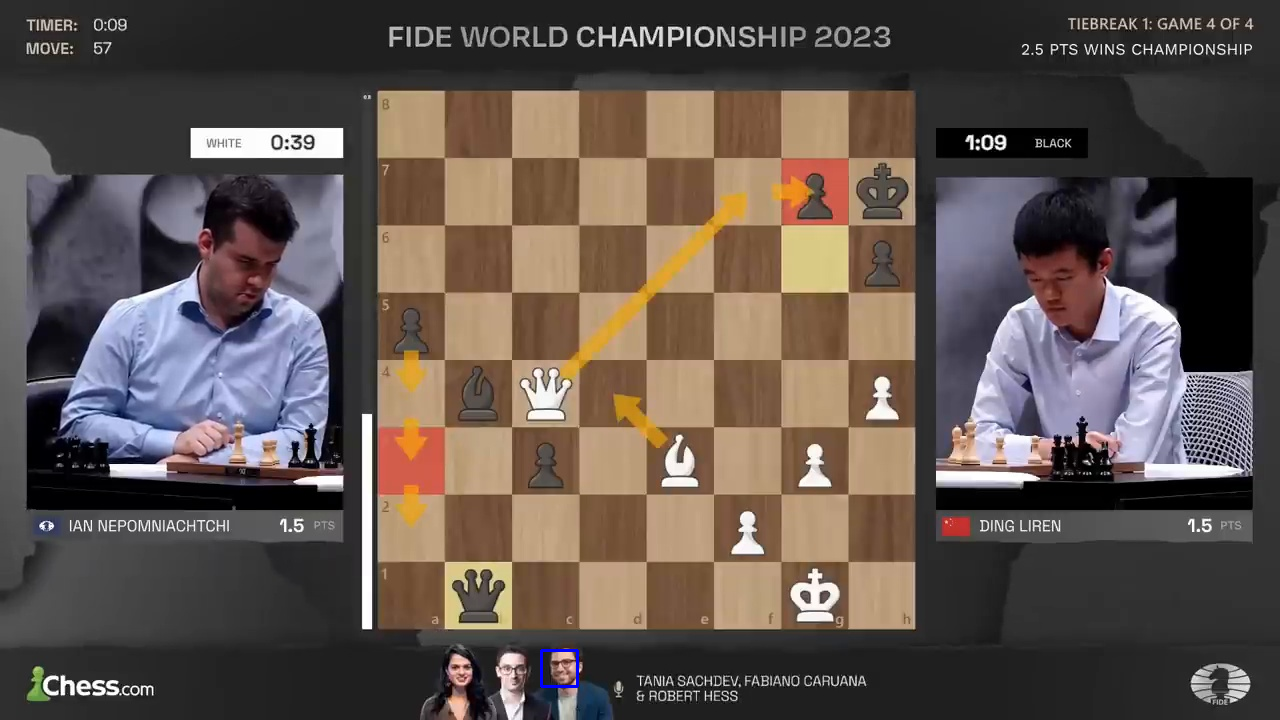 TIMER: 0:09
MOVE: 57
FIDE WORLD CHAMPIONSHIP 2023
TIEBREAK 1: GAME 4 OF 4
2.5 PTS WINS CHAMPIONSHIP
WHITE 0:39
1:09 BLACK
8
7
6
5
4
2
1
a
c
d
e
f
g
h
IAN NEPOMNIACHTCHI 1.5 PTS
DING LIREN 1.5 PTS
Chess.com
TANIA SACHDEV, FABIANO CARUANA
& ROBERT HESS
FIDE